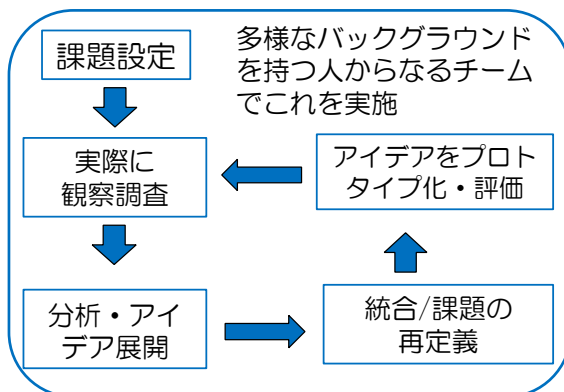 課題設定
多様なバックグラウンド
を持つ人からなるチーム
でこれを実施
実際に
観察調査
アイデアをプロト
タイプ化・評価
分析・アイ
デア展開
統合/課題の
再定義